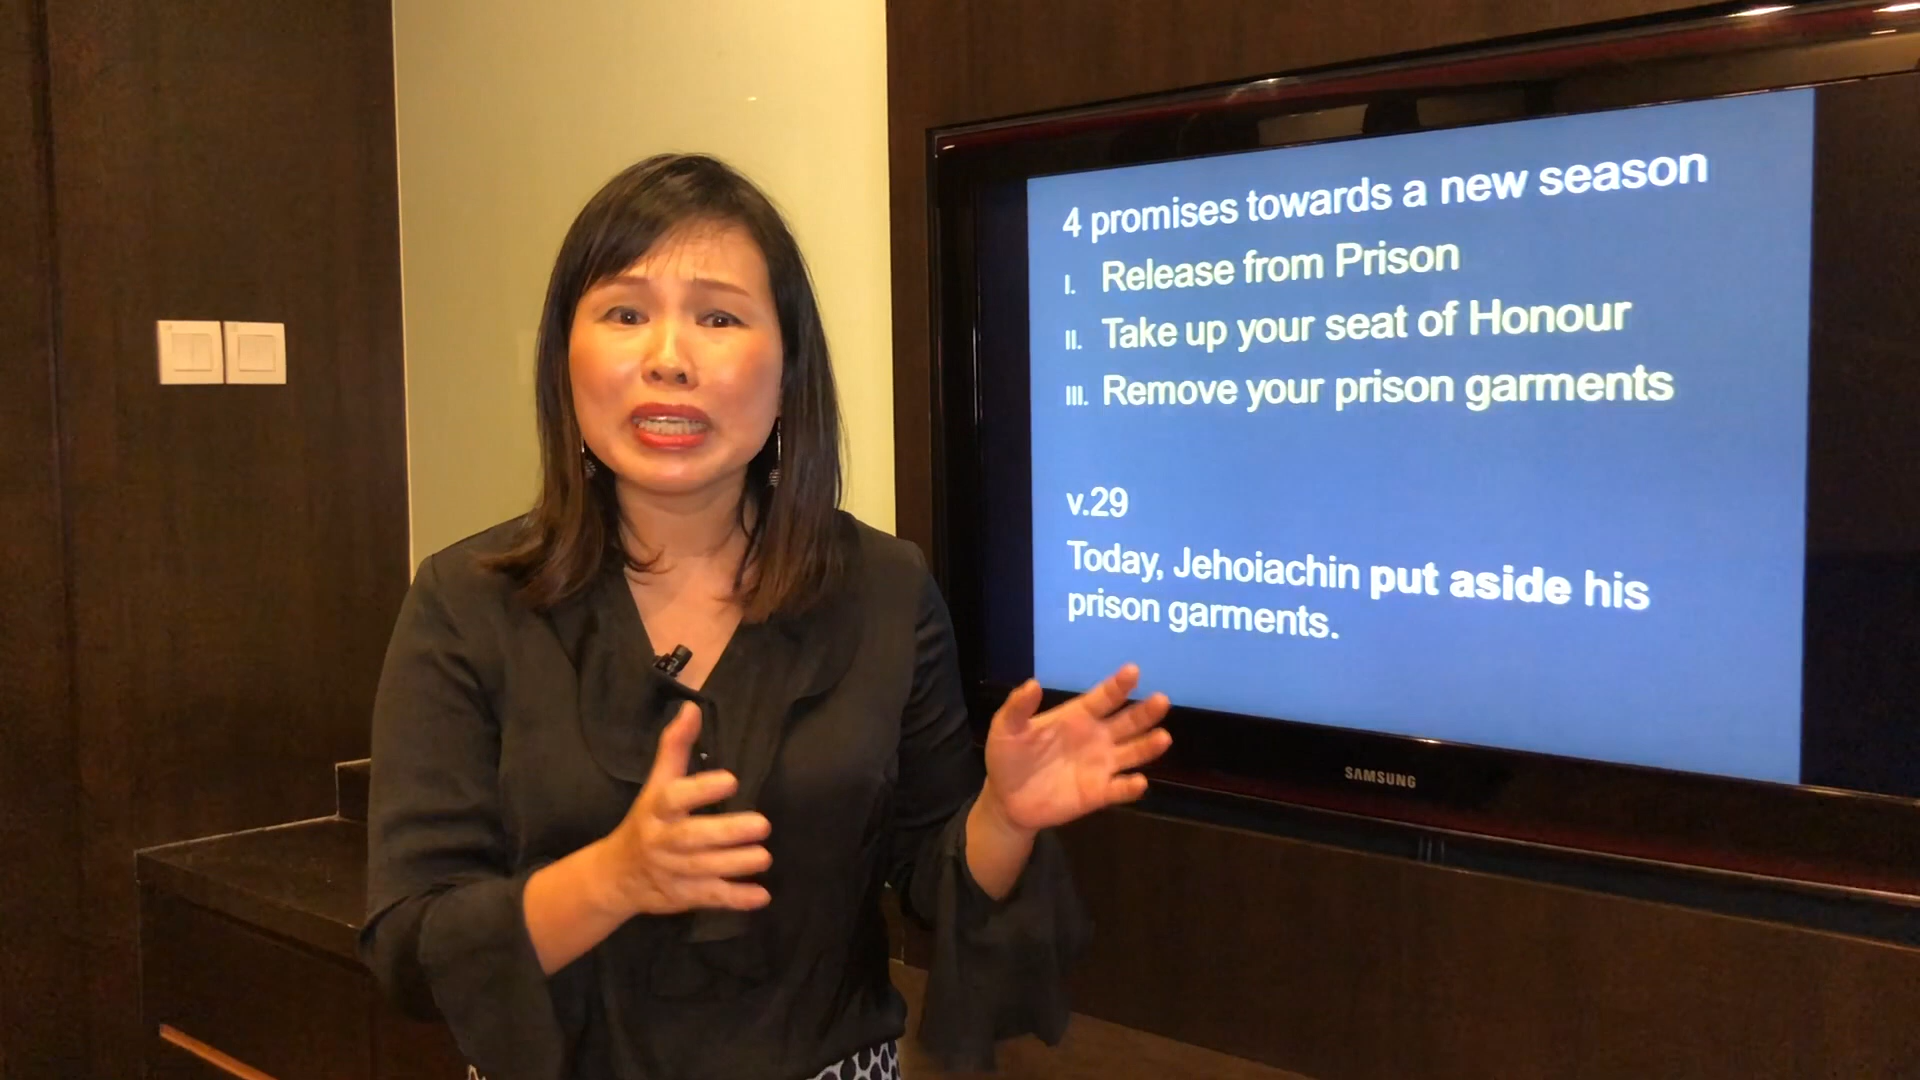 4 promises towards a new season
I. Release from Prison
II. Take up your seat of Honour
III. Remove your prison garments
v.29
Today, Jehoiachin put aside his
prison garments.
SAMSUNG